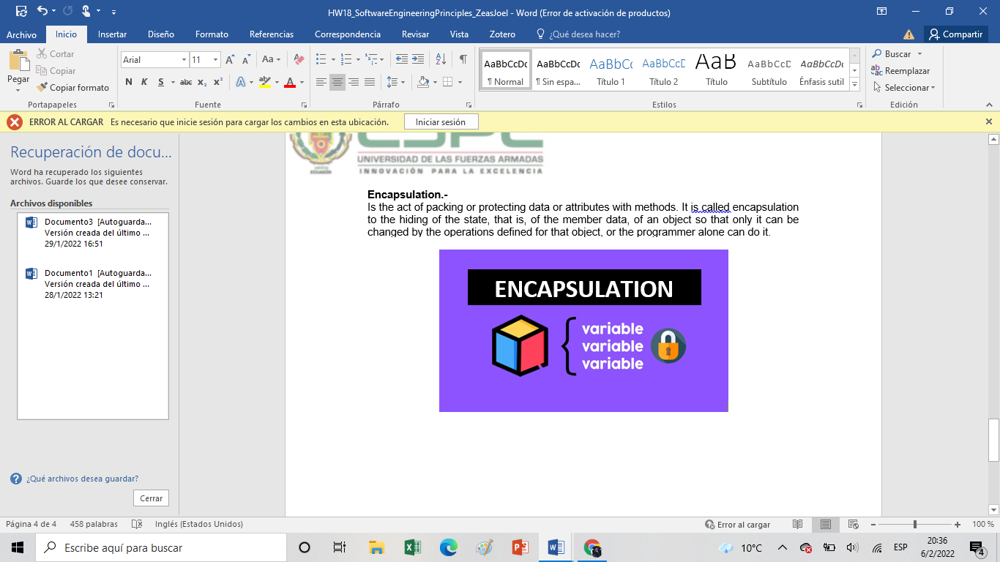 HW18_SoftwareEngineeringPrinciples_ZeasJoel - Word (Error de activación de productos)
Archivo Inicio Insertar Diseño Formato Referencias Correspondencia Revisar Vista Zotero ¿Qué desea hacer? Compartir
Pegar
Cortar
Copiar
Copiar formato
Portapapeles
Arial 11 A A Aa
N K S abc x₂ x² A ab A
Fuente
Párrafo
AaBbCcDc AaBbCcDc AaBbCc AaBbCcD AaB AaBbCcD AaBbCcDc
¶ Normal ¶ Sin espa... Título 1 Título 2 Título Subtítulo Énfasis sutil
Estilos
Buscar
Reemplazar
Seleccionar
Edición
ERROR AL CARGAR Es necesario que inicie sesión para cargar los cambios en esta ubicación. Iniciar sesión
Recuperación de docu...
Word ha recuperado los siguientes
archivos. Guarde los que desee conservar.
Archivos disponibles
Documento3 [Autoguarda...
Versión creada del último ...
29/1/2022 16:51
Documento1 [Autoguarda...
Versión creada del último ...
28/1/2022 13:21
¿Qué archivos desea guardar?
Cerrar
ESPE
UNIVERSIDAD DE LAS FUERZAS ARMADAS
INNOVACIÓN PARA LA EXCELENCIA
ECUADOR
Encapsulation.-
Is the act of packing or protecting data or attributes with methods. It is called encapsulation
to the hiding of the state, that is, of the member data, of an object so that only it can be
changed by the operations defined for that object, or the programmer alone can do it.
ENCAPSULATION
variable
variable
variable
Página 4 de 4 458 palabras Inglés (Estados Unidos) Error al cargar 100 %
Escribe aquí para buscar
10°C ESP
20:36
6/2/2022
4